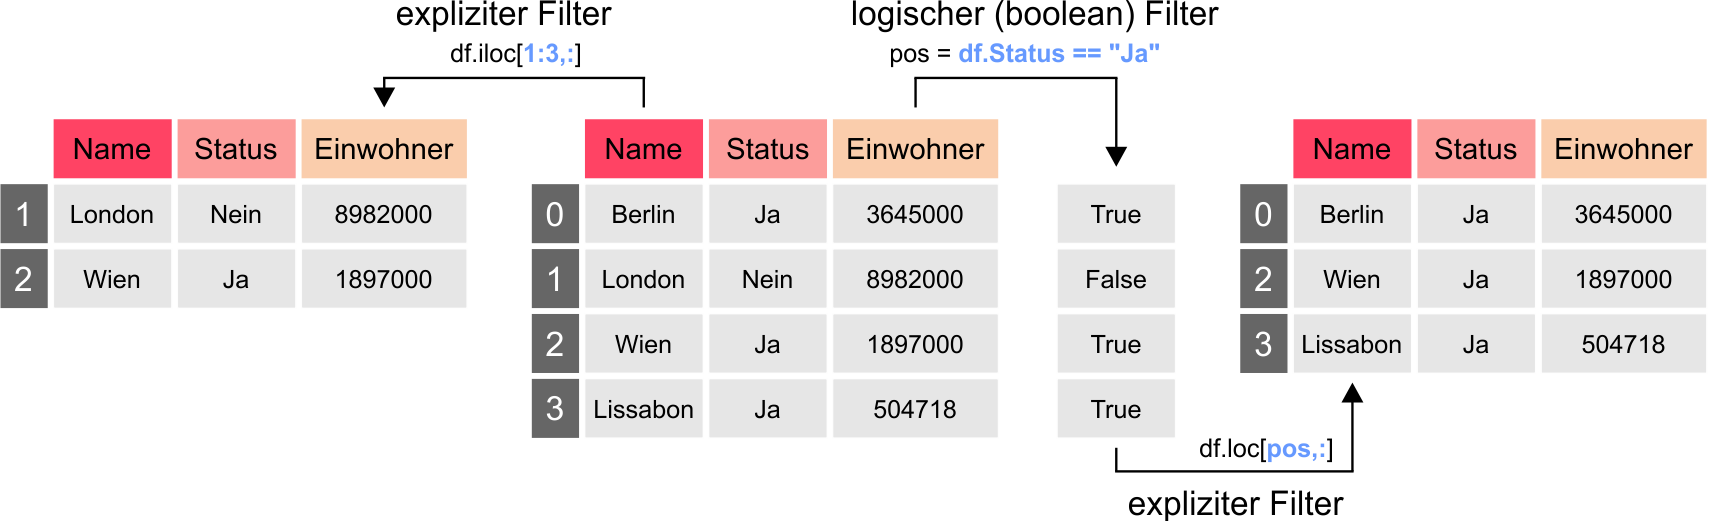 expliziter Filter
df.iloc[1:3,:]
logischer (boolean) Filter
pos = df.Status == "Ja"
Name Status Einwohner
1 London Nein 8982000
2 Wien Ja 1897000
Name Status Einwohner
0 Berlin Ja 3645000
1 London Nein 8982000
2 Wien Ja 1897000
3 Lissabon Ja 504718
True
False
True
True
Name Status Einwohner
0 Berlin Ja 3645000
2 Wien Ja 1897000
3 Lissabon Ja 504718
df.loc[pos,:]
expliziter Filter